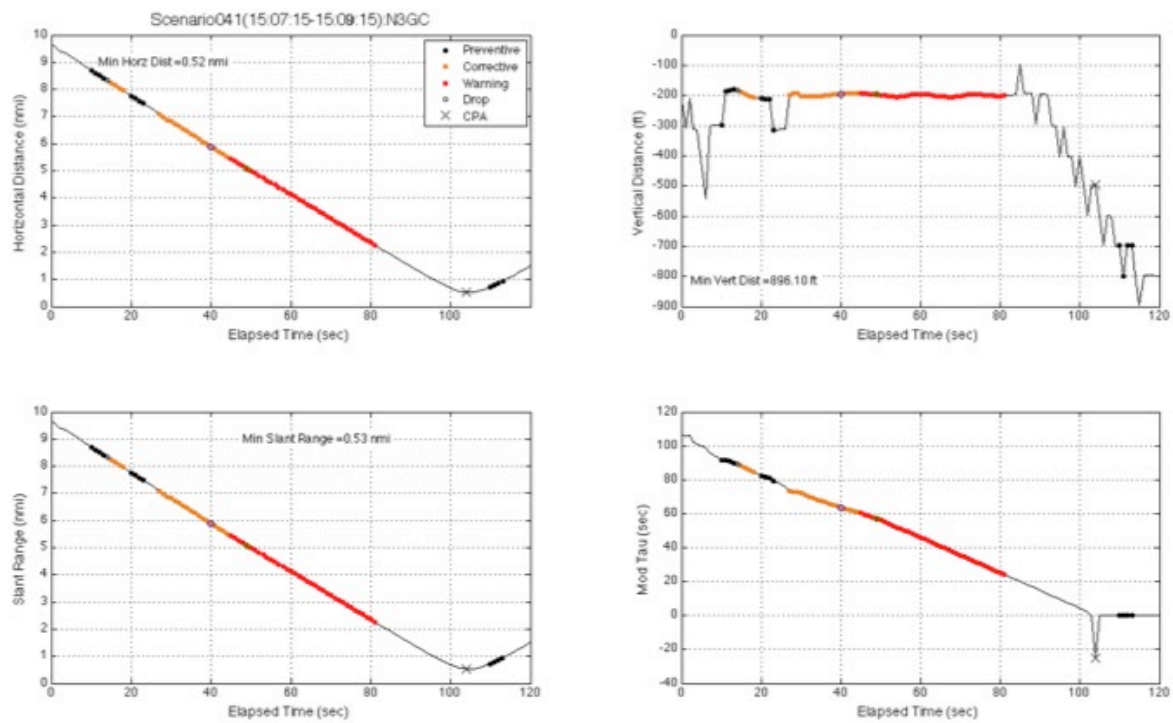 Scenario041(15:07:15-15:09:15):N3GC
10
9
8
7
6
5
4
3
2
1
0
Horizontal Distance (nmi)
Min Horz Dist =0.52 nmi
Preventive
Corrective
Warning
Drop
CPA
0 20 40 60 80 100 120
Elapsed Time (sec)
0
-100
-200
-300
-400
-500
-600
-700
-800
-900
Vertical Distance (ft)
Min Vert Dist =896.10 ft
0 20 40 60 80 100 120
Elapsed Time (sec)
10
9
8
7
6
5
4
3
2
1
0
Slant Range (nmi)
Min Slant Range =0.53 nmi
0 20 40 60 80 100 120
Elapsed Time (sec)
120
100
80
60
40
20
0
-20
-40
Mod Tau (sec)
0 20 40 60 80 100 120
Elapsed Time (sec)